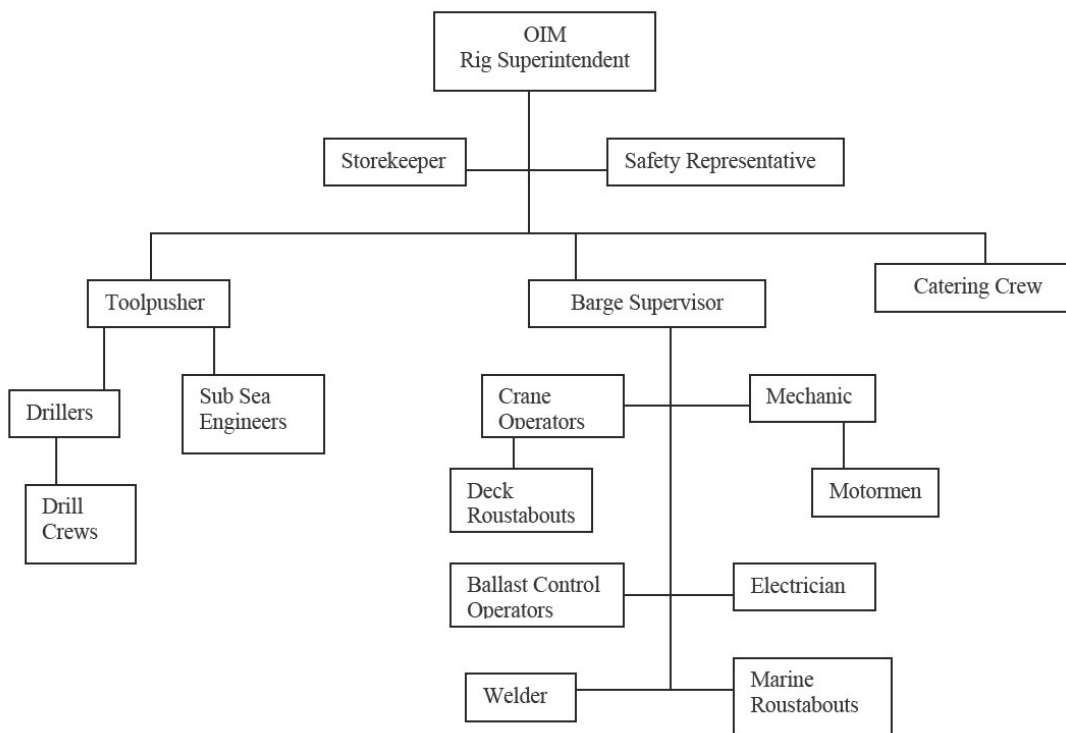 OIM
Rig Superintendent
Storekeeper
Safety Representative
Toolpusher
Barge Supervisor
Catering Crew
Drillers
Sub Sea
Engineers
Crane
Operators
Mechanic
Drill
Crews
Deck
Roustabouts
Motormen
Ballast Control
Operators
Electrician
Welder
Marine
Roustabouts